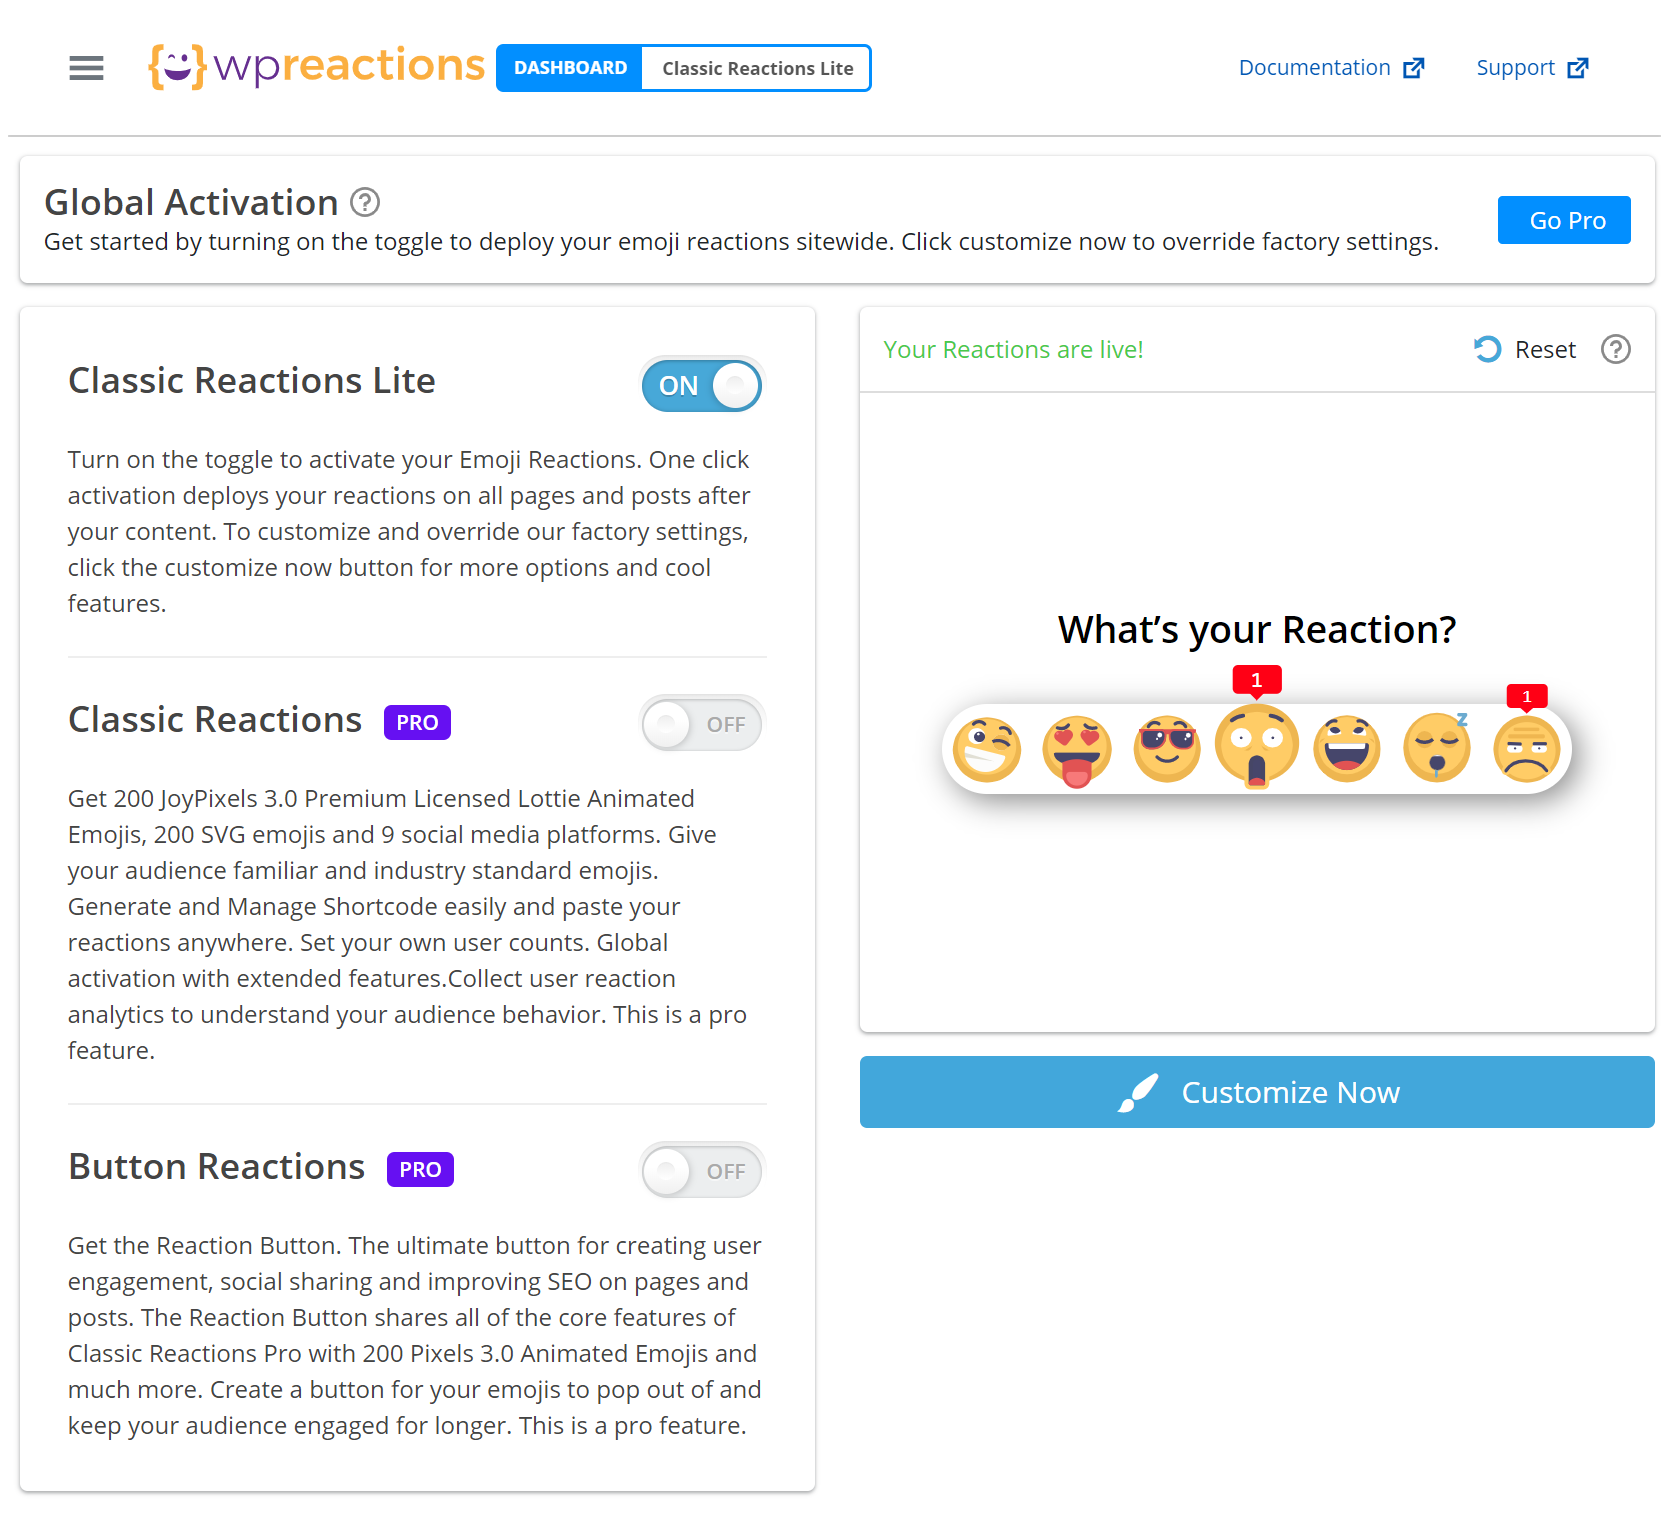 wpreactions
DASHBOARD
Classic Reactions Lite
Documentation
Support
Global Activation ?
Get started by turning on the toggle to deploy your emoji reactions sitewide. Click customize now to override factory settings.
Go Pro
Classic Reactions Lite
ON
Turn on the toggle to activate your Emoji Reactions. One click
activation deploys your reactions on all pages and posts after
your content. To customize and override our factory settings,
click the customize now button for more options and cool
features.
Classic Reactions PRO
OFF
Get 200 JoyPixels 3.0 Premium Licensed Lottie Animated
Emojis, 200 SVG emojis and 9 social media platforms. Give
your audience familiar and industry standard emojis.
Generate and Manage Shortcode easily and paste your
reactions anywhere. Set your own user counts. Global
activation with extended features.Collect user reaction
analytics to understand your audience behavior. This is a pro
feature.
Button Reactions PRO
OFF
Get the Reaction Button. The ultimate button for creating user
engagement, social sharing and improving SEO on pages and
posts. The Reaction Button shares all of the core features of
Classic Reactions Pro with 200 Pixels 3.0 Animated Emojis and
much more. Create a button for your emojis to pop out of and
keep your audience engaged for longer. This is a pro feature.
Your Reactions are live!
Reset ?
What's your Reaction?
1
1
z
Customize Now